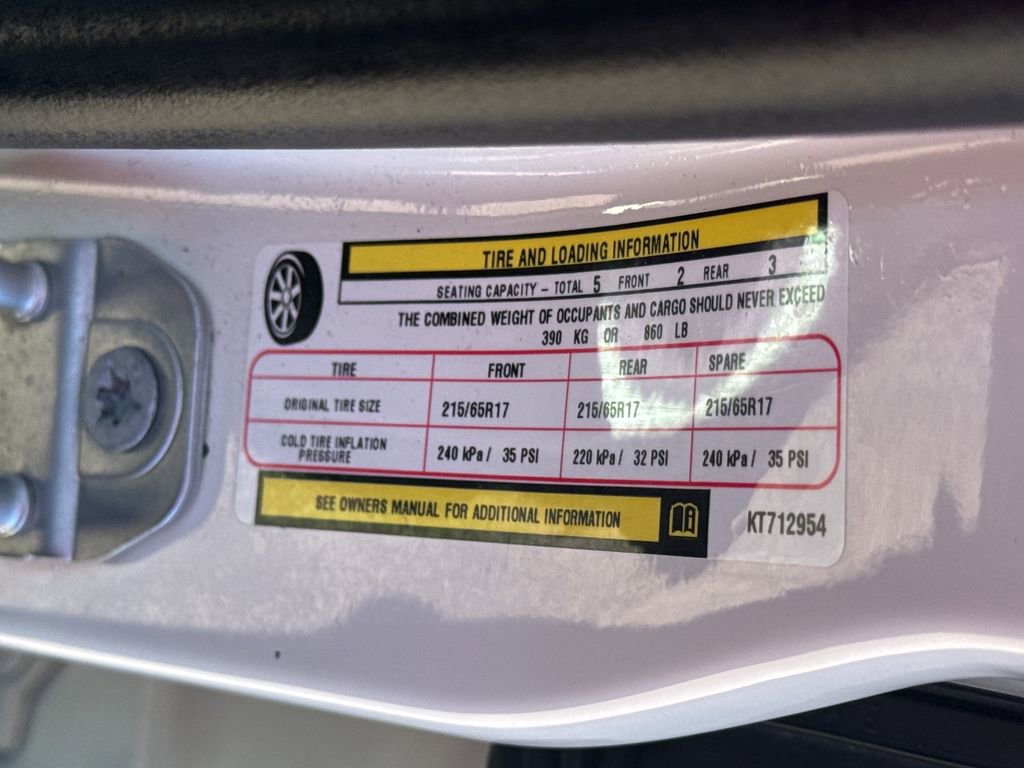 TIRE AND LOADING INFORMATION
SEATING CAPACITY – TOTAL 5 FRONT 2 REAR 3
THE COMBINED WEIGHT OF OCCUPANTS AND CARGO SHOULD NEVER EXCEED
390 KG OR 860 LB
TIRE FRONT REAR SPARE
ORIGINAL TIRE SIZE 215/65R17 215/65R17 215/65R17
COLD TIRE INFLATION
PRESSURE 240 kPa / 35 PSI 220 kPa / 32 PSI 240 kPa / 35 PSI
SEE OWNERS MANUAL FOR ADDITIONAL INFORMATION
KT712954